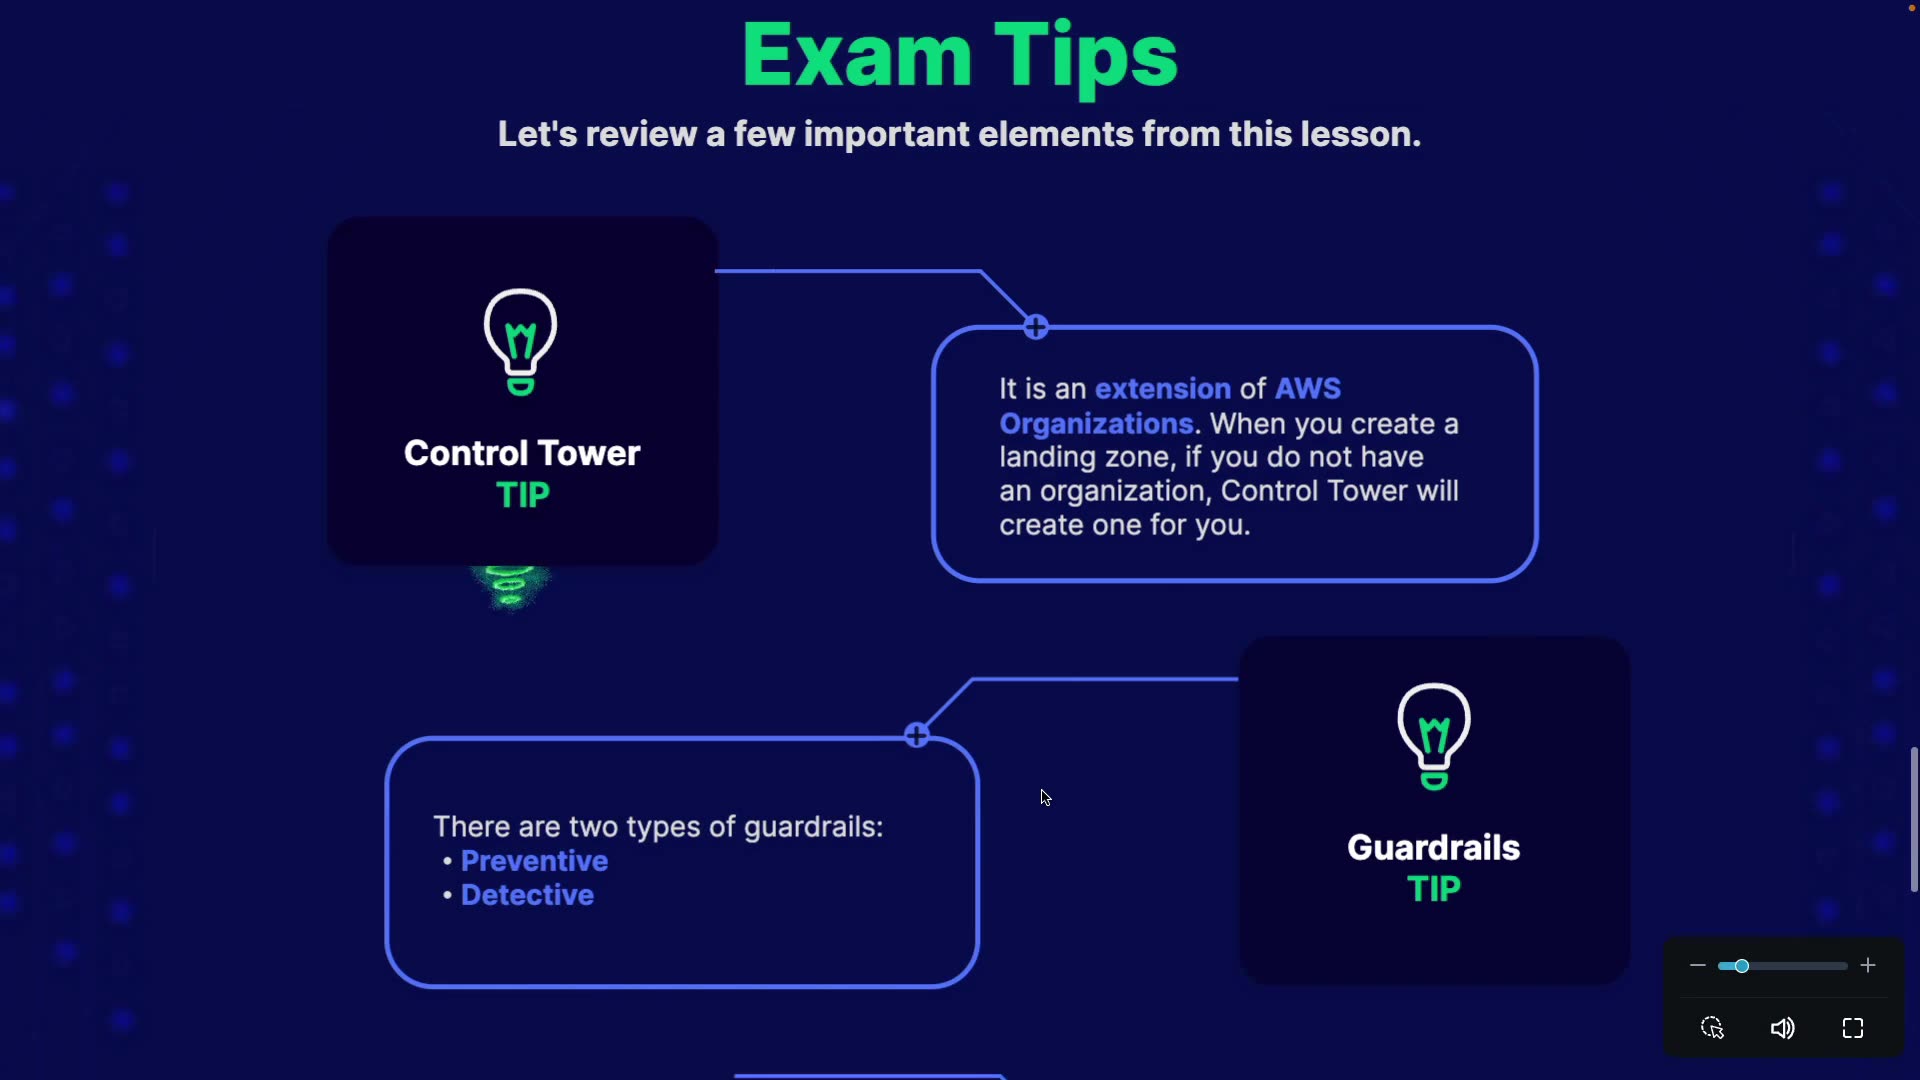 Exam Tips
Let's review a few important elements from this lesson.
Control Tower
TIP
It is an extension of AWS
Organizations. When you create a
landing zone, if you do not have
an organization, Control Tower will
create one for you.
There are two types of guardrails:
• Preventive
• Detective
Guardrails
TIP